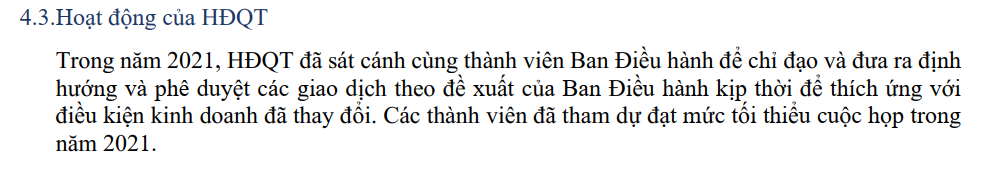 4.3.Hoạt động của HĐQT
Trong năm 2021, HĐQT đã sát cánh cùng thành viên Ban Điều hành để chỉ đạo và đưa ra định
hướng và phê duyệt các giao dịch theo đề xuất của Ban Điều hành kịp thời để thích ứng với
điều kiện kinh doanh đã thay đổi. Các thành viên đã tham dự đạt mức tối thiểu cuộc họp trong
năm 2021.